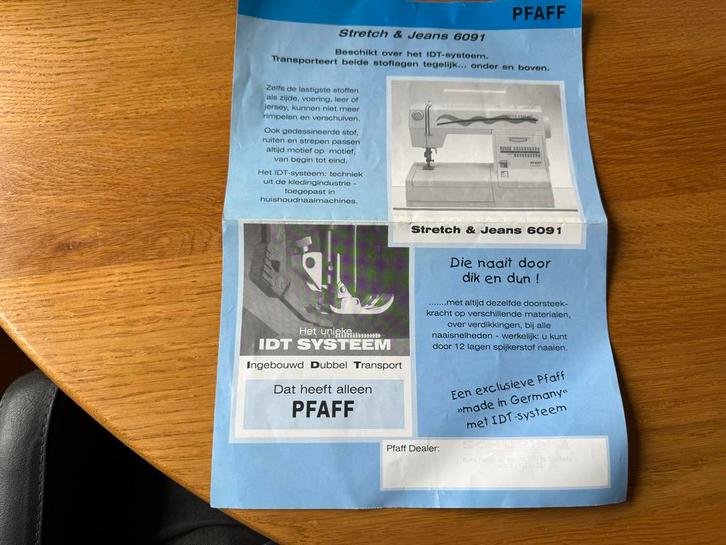 PFAFF
Stretch & Jeans 6091
Beschikt over het IDT-systeem.
Transporteert beide stoflagen tegelijk... onder en boven.
Zelfs de lastigste stoffen
als zijde, voering, leer of
jersey, kunnen niet meer
rimpelen en verschuiven.
Ook gedessineerde stof,
ruiten en strepen passen
altijd motief op motief,
van begin tot eind.
Het IDT-systeem: techniek
uit de kledingindustrie -
toegepast in
huishoudnaaimachines.
Stretch & Jeans 6091
Het unieke
IDT SYSTEEM
Ingebouwd Dubbel Transport
Dat heeft alleen
PFAFF
Die naait door
dik en dun !
.......met altijd dezelfde doorsteek-
kracht op verschillende materialen,
over verdikkingen, bij alle
naaisnelheden - werkelijk: u kunt
door 12 lagen spijkerstof naaien.
Een exclusieve Pfaff
„made in Germany“
met IDT-systeem
Pfaff Dealer: